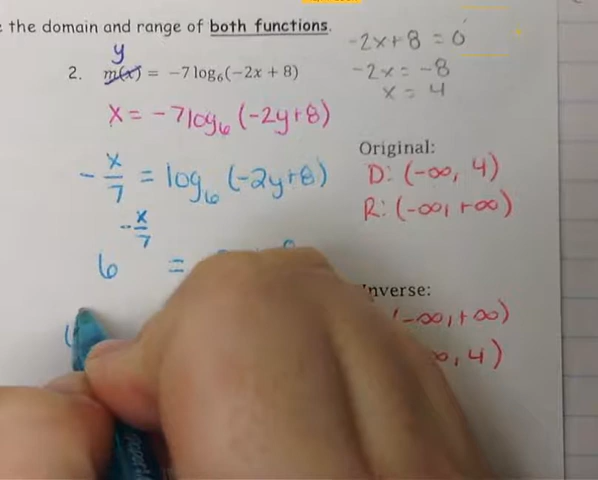 the domain and range of both functions.
y
2. m(x) = -7 log₆(-2x + 8)
x = -7log₆ (-2y+8)
-x/7 = log₆ (-2y+8)
6^(-x/7) =
-2x+8 = 0
-2x = -8
x = 4
Original:
D: (-∞, 4)
R: (-∞, +∞)
Inverse:
(-∞, +∞)
∞, 4)